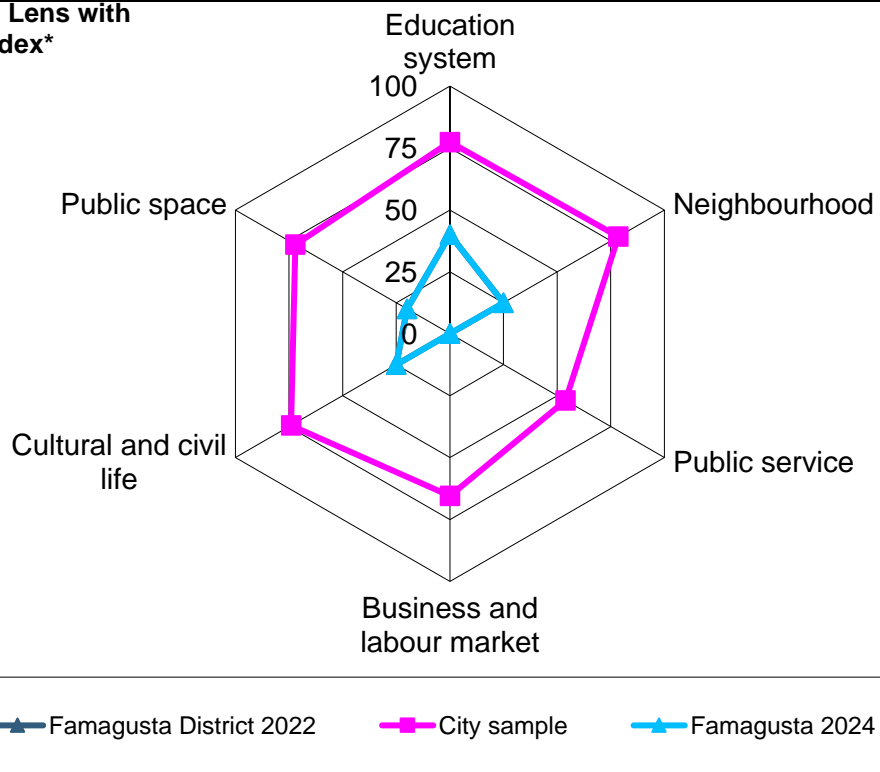 Lens with
dex*
Education
system
100
75
50
25
0
Public space
Neighbourhood
Cultural and civil
life
Public service
Business and
labour market
Famagusta District 2022
City sample
Famagusta 2024